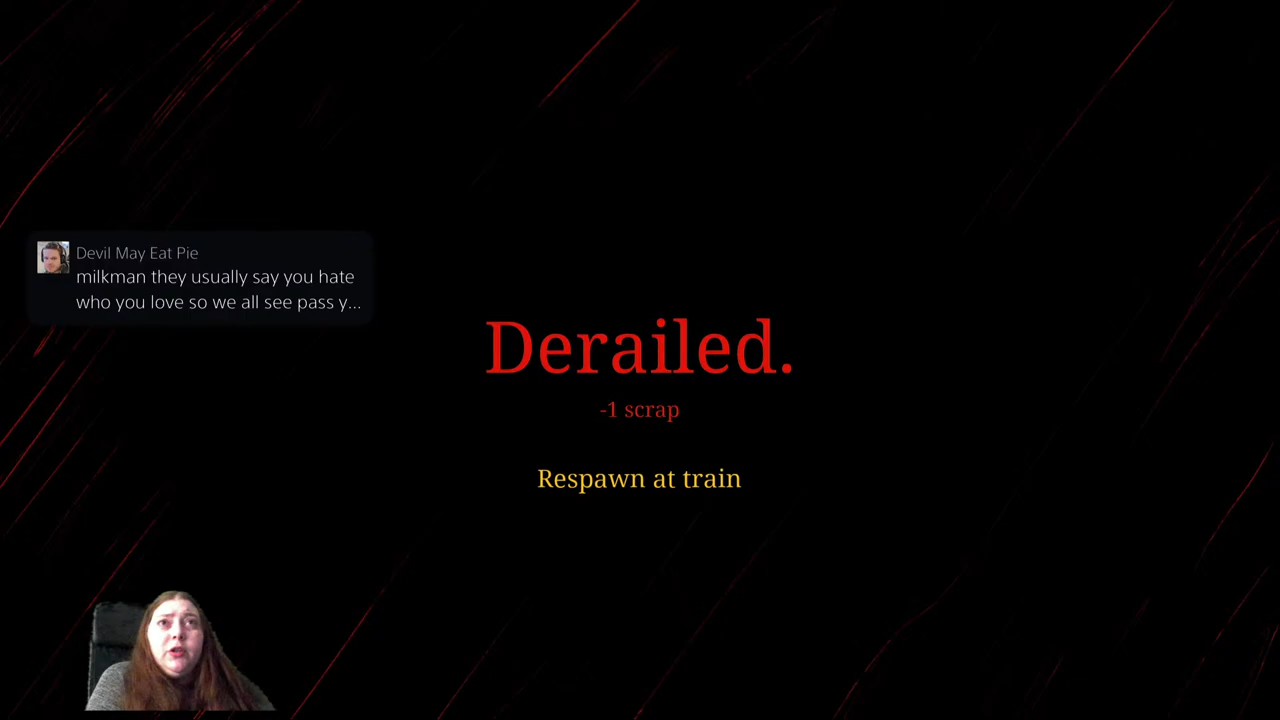 Devil May Eat Pie
milkman they usually say you hate
who you love so we all see pass y...
Derailed.
-1 scrap
Respawn at train